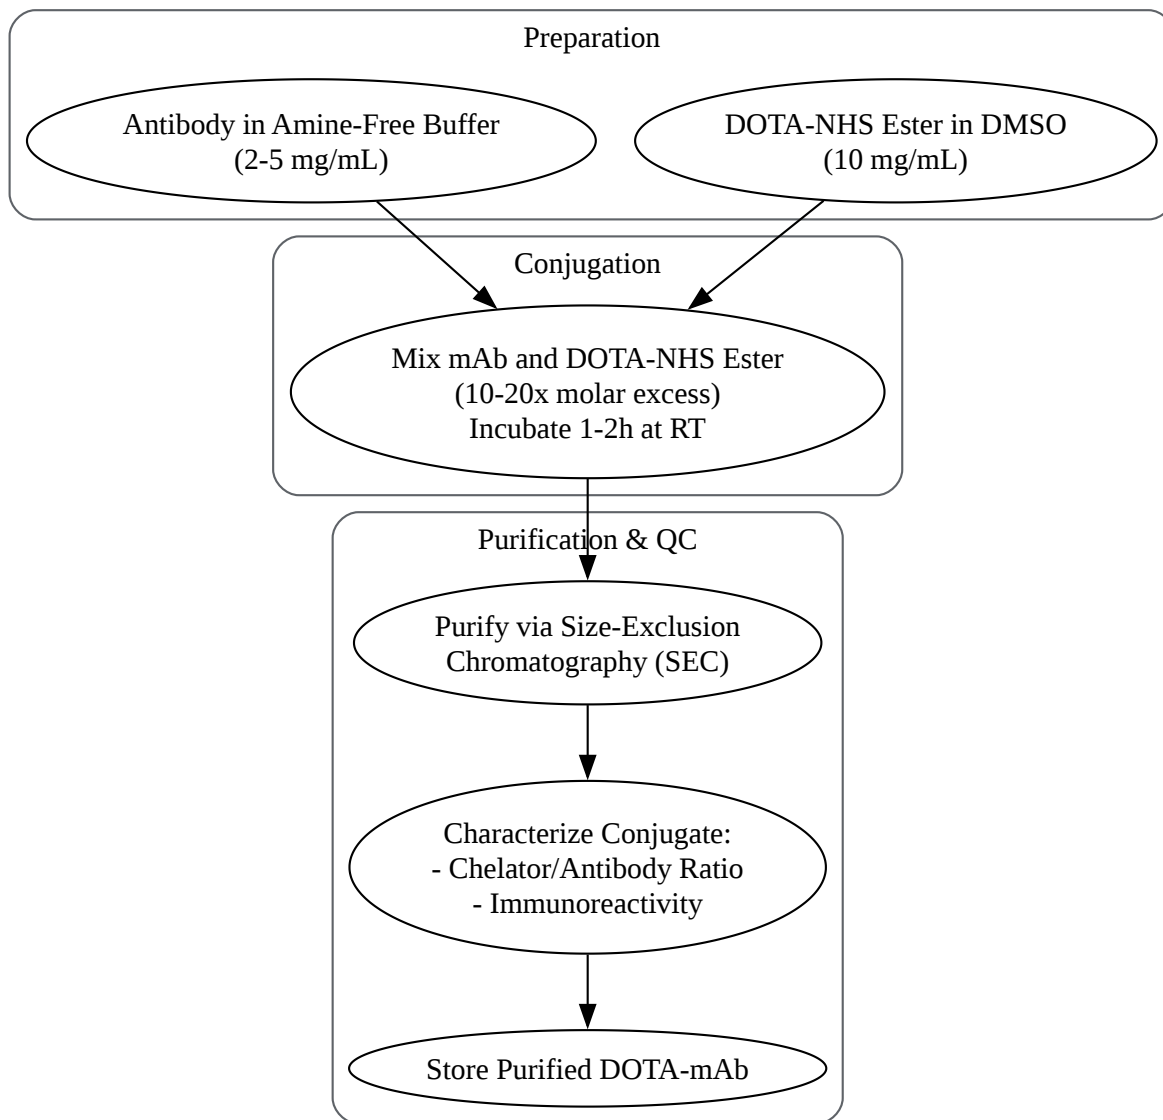 Preparation
Antibody in Amine-Free Buffer
(2-5 mg/mL)
DOTA-NHS Ester in DMSO
(10 mg/mL)
Conjugation
Mix mAb and DOTA-NHS Ester
(10-20x molar excess)
Incubate 1-2h at RT
Purification & QC
Purify via Size-Exclusion
Chromatography (SEC)
Characterize Conjugate:
- Chelator/Antibody Ratio
- Immunoreactivity
Store Purified DOTA-mAb